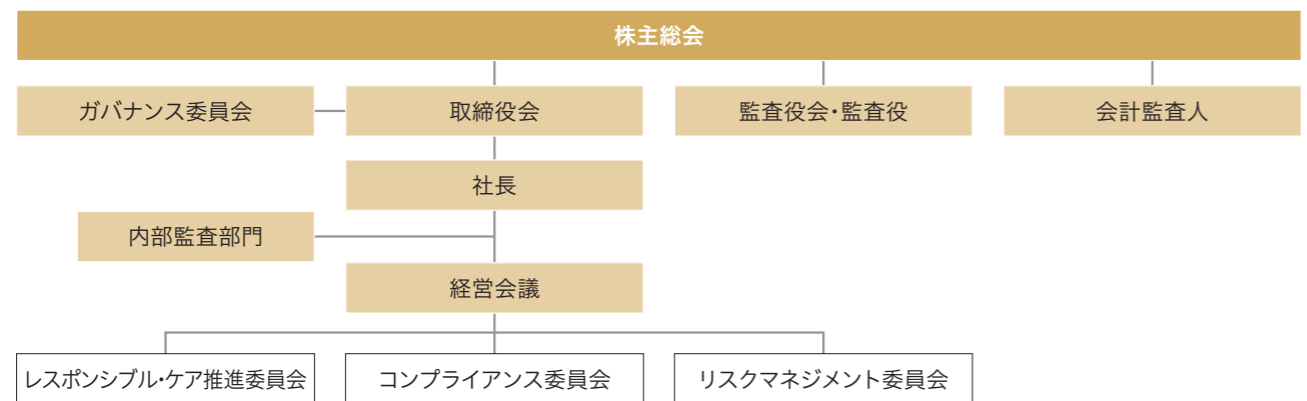 株主総会
ガバナンス委員会
取締役会
監査役会・監査役
会計監査人
社長
内部監査部門
経営会議
レスポンシブル・ケア推進委員会
コンプライアンス委員会
リスクマネジメント委員会